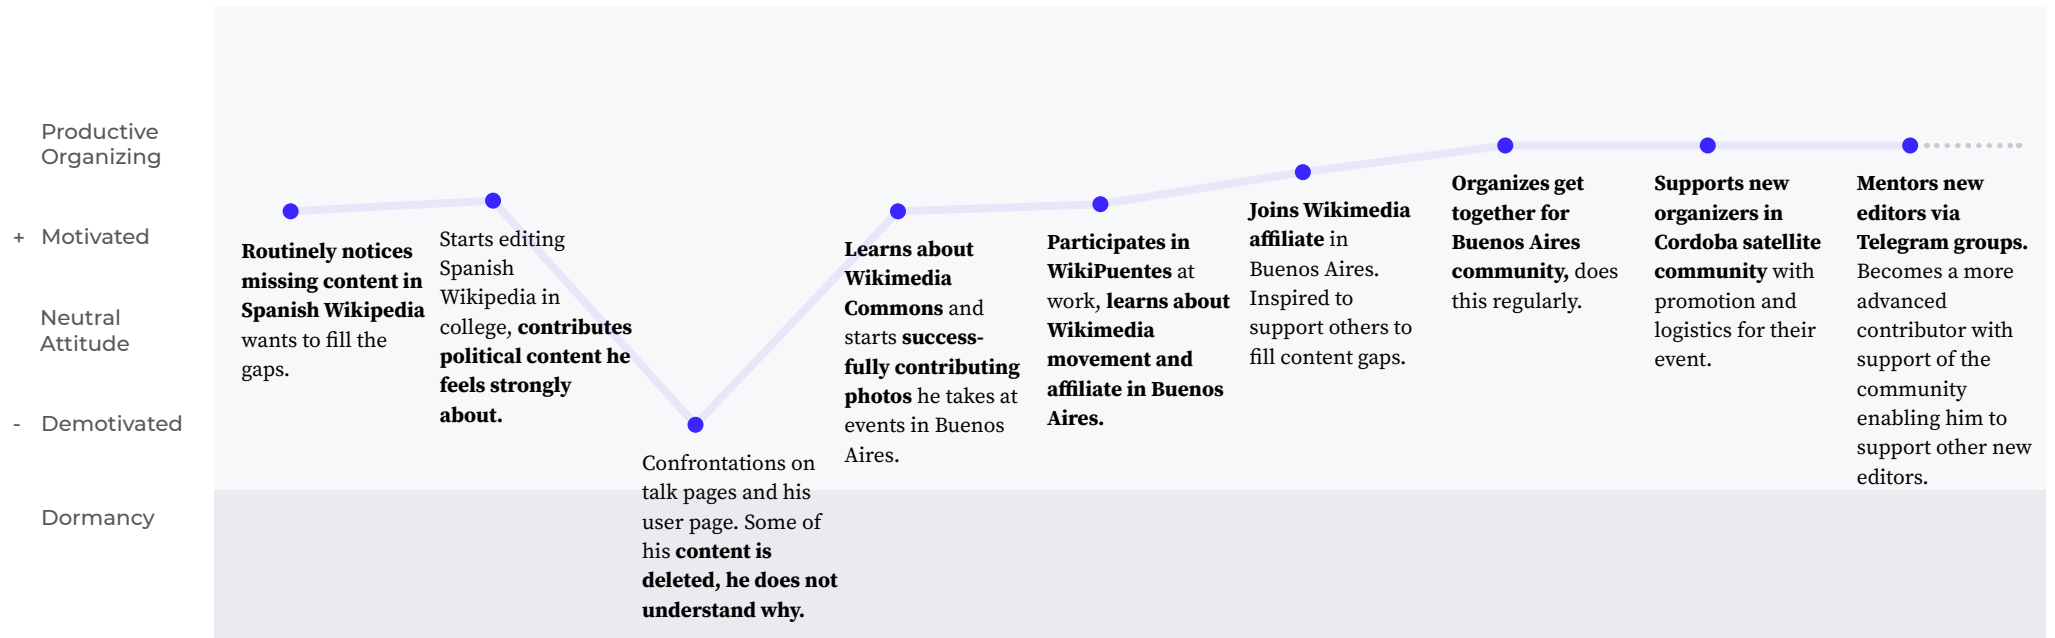 Productive
Organizing
+ Motivated
Neutral
Attitude
- Demotivated
Dormancy
Routinely notices
missing content in
Spanish Wikipedia
wants to fill the
gaps.
Starts editing
Spanish
Wikipedia in
college, contributes
political content he
feels strongly
about.
Confrontations on
talk pages and his
user page. Some of
his content is
deleted, he does not
understand why.
Learns about
Wikimedia
Commons and
starts success-
fully contributing
photos he takes at
events in Buenos
Aires.
Participates in
WikiPuentes at
work, learns about
Wikimedia
movement and
affiliate in Buenos
Aires.
Joins Wikimedia
affiliate in
Buenos Aires.
Inspired to
support others to
fill content gaps.
Organizes get
together for
Buenos Aires
community, does
this regularly.
Supports new
organizers in
Cordoba satellite
community with
promotion and
logistics for their
event.
Mentors new
editors via
Telegram groups.
Becomes a more
advanced
contributor with
support of the
community
enabling him to
support other new
editors.